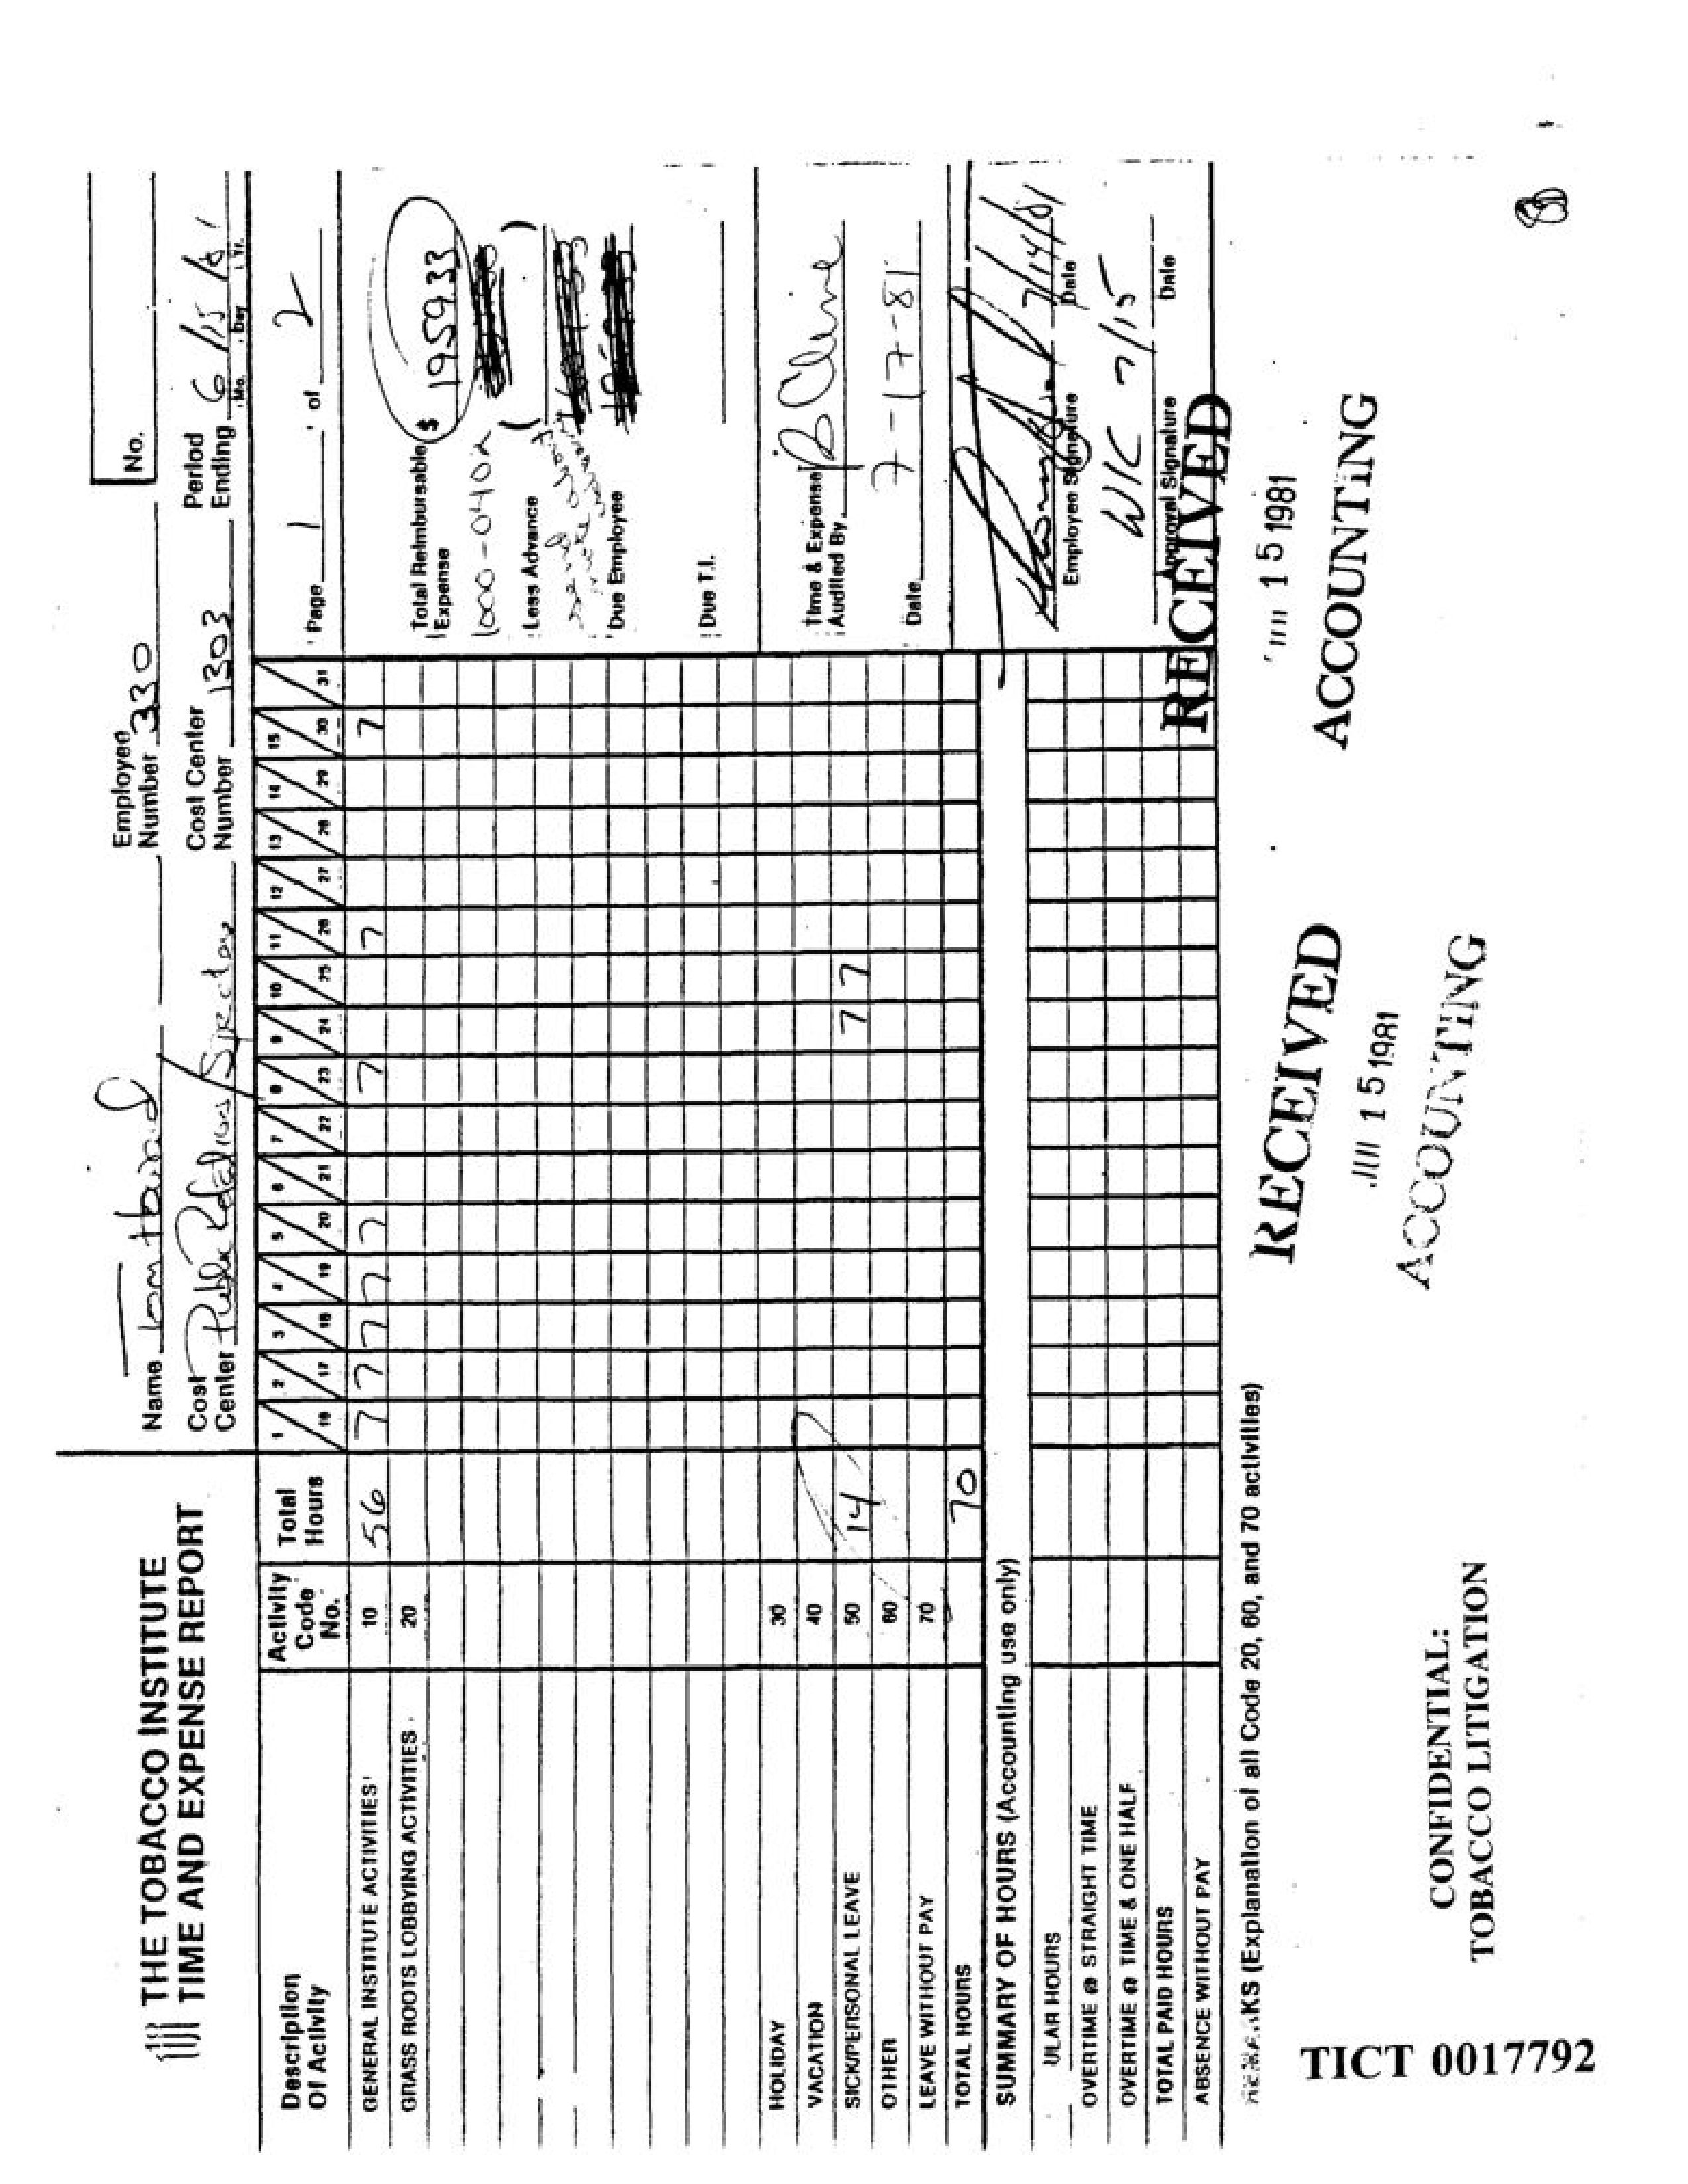 THE TOBACCO INSTITUTE
TIME AND EXPENSE REPORT
Name Tom Howard
Employee Number 330
No.
Cost Center Public Relations/Director
Cost Center Number 1303
Period Ending 6/15/81
Mo. Day Yr.
Description Of Activity
Activity Code No.
Total Hours
1 2 3 4 5 6 7 8 9 10 11 12 13 14 15
16 17 18 19 20 21 22 23 24 25 26 27 28 29 30 31
Page 1 of 2
GENERAL INSTITUTE ACTIVITIES 10 56 7 7 7 7 7 7 7 7
GRASS ROOTS LOBBYING ACTIVITIES 20
Total Reimbursable Expense $ 1959.33
1000-0402
Less Advance ( )
Due Employee
Due T.I.
HOLIDAY 30
VACATION 40
SICK/PERSONAL LEAVE 50 14 7 7
OTHER 60
LEAVE WITHOUT PAY 70
TOTAL HOURS 70
Time & Expense Audited By B Cline
Date 7-17-81
SUMMARY OF HOURS (Accounting use only)
ULAR HOURS
OVERTIME @ STRAIGHT TIME
OVERTIME @ TIME & ONE HALF
TOTAL PAID HOURS
ABSENCE WITHOUT PAY
7/14/81
Employee Signature Date
WK 7/15
Approval Signature Date
KS (Explanation of all Code 20, 60, and 70 activities)
RECEIVED
15 1981
ACCOUNTING
RECEIVED
15 1981
ACCOUNTING
CONFIDENTIAL:
TOBACCO LITIGATION
TICT 0017792